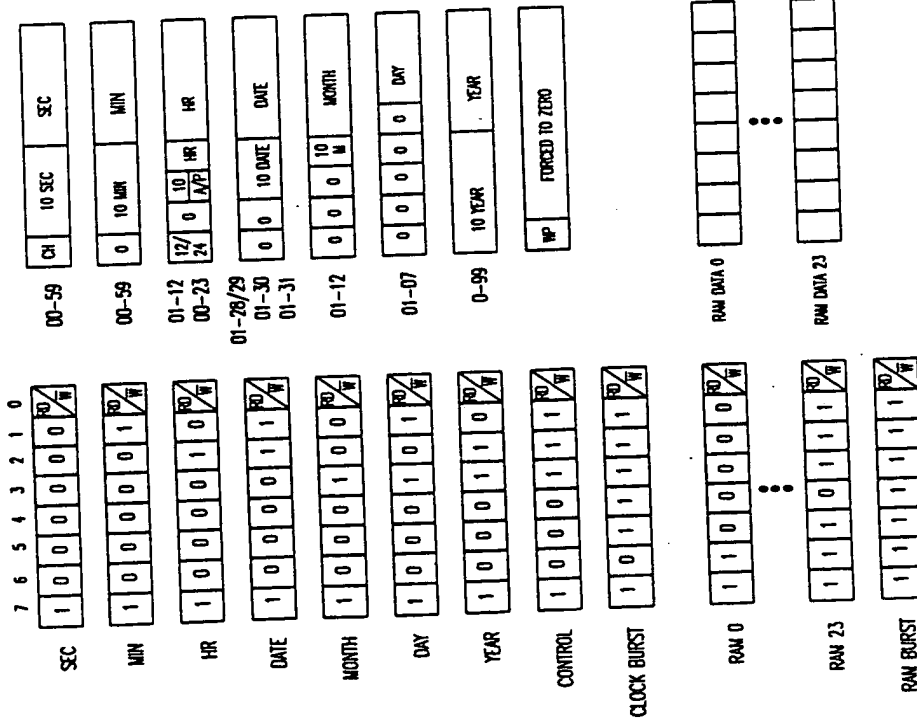 7 6 5 4 3 2 1 0
SEC 1 0 0 0 0 0 0 RD/W̅ 00-59 CH 10 SEC SEC
MIN 1 0 0 0 0 0 1 RD/W̅ 00-59 0 10 MIN MIN
HR 1 0 0 0 0 1 0 RD/W̅ 01-12 00-23 12/24 0 10 A/P HR HR
DATE 1 0 0 0 0 1 1 RD/W̅ 01-28/29 01-30 01-31 0 0 10 DATE DATE
MONTH 1 0 0 0 1 0 0 RD/W̅ 01-12 0 0 0 10 M MONTH
DAY 1 0 0 0 1 0 1 RD/W̅ 01-07 0 0 0 0 0 DAY
YEAR 1 0 0 0 1 1 0 RD/W̅ 0-99 10 YEAR YEAR
CONTROL 1 0 0 0 1 1 1 RD/W̅ WP FORCED TO ZERO
CLOCK BURST 1 0 1 1 1 1 1 RD/W̅
RAM 0 1 1 0 0 0 0 0 RD/W̅ RAM DATA 0
RAM 23 1 1 1 0 1 1 1 RD/W̅ RAM DATA 23
RAM BURST 1 1 1 1 1 1 1 RD/W̅